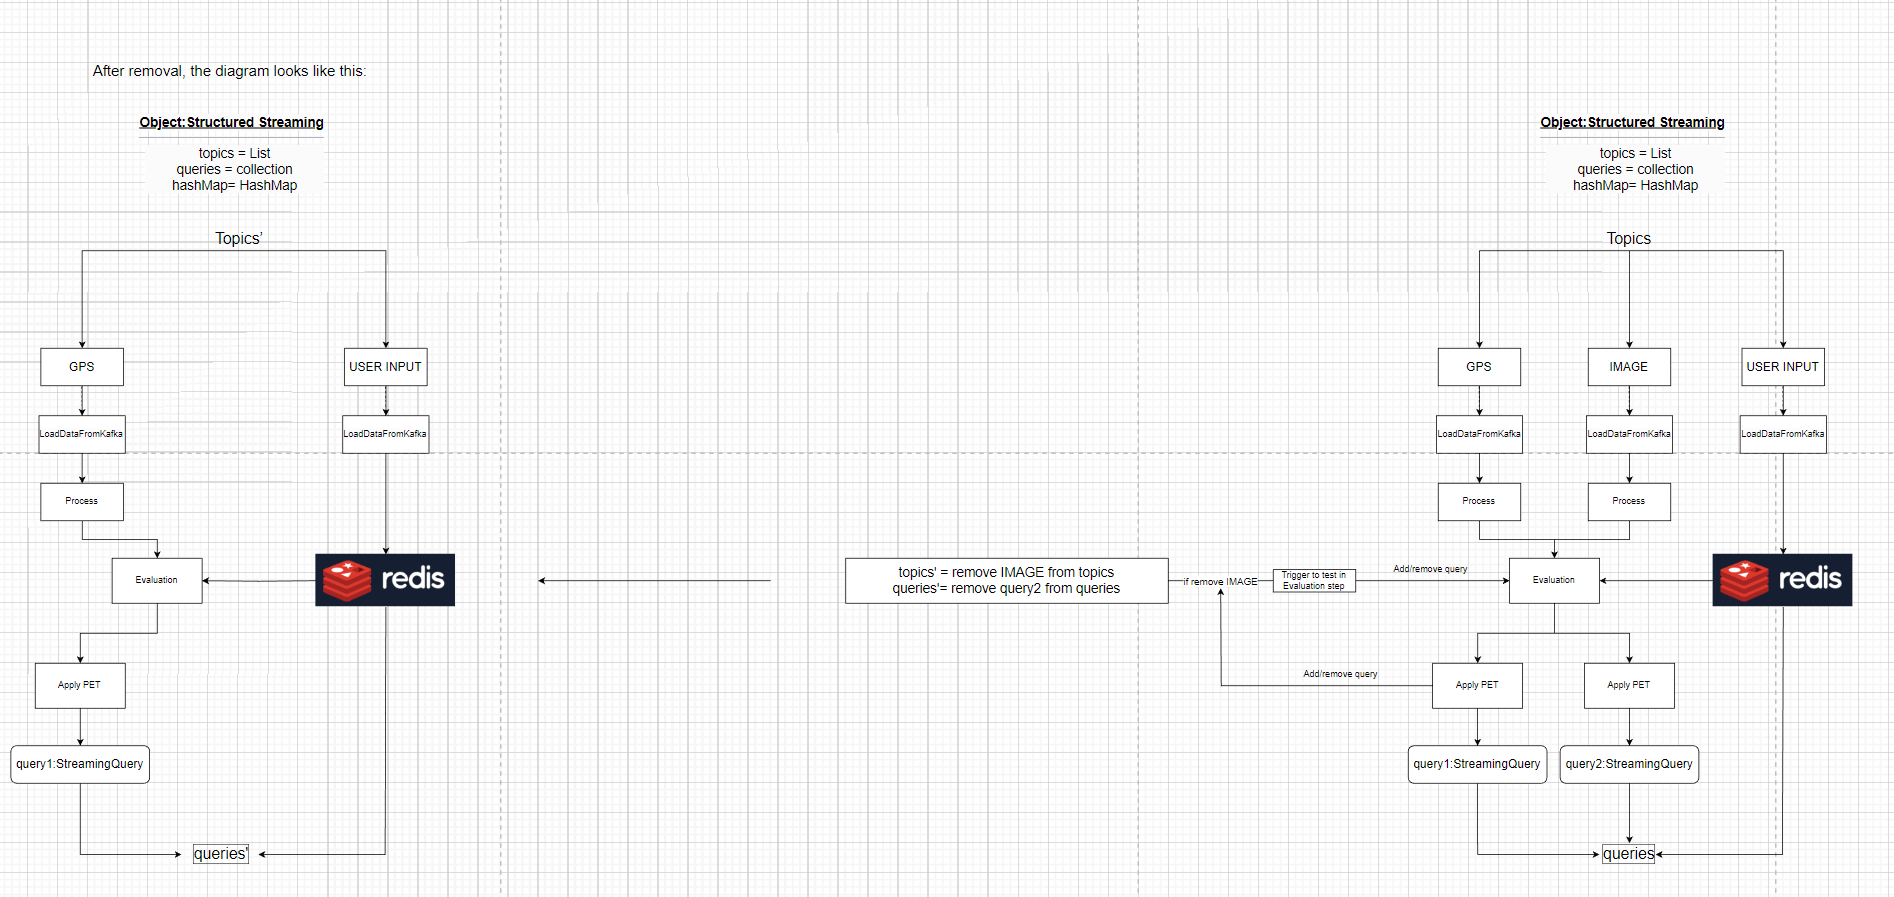 After removal, the diagram looks like this:
Object:Structured Streaming
topics = List
queries = collection
hashMap= HashMap
Topics'
GPS
USER INPUT
LoadDataFromKafka
LoadDataFromKafka
Process
Evaluation
redis
Apply PET
query1:StreamingQuery
queries'
topics' = remove IMAGE from topics
queries'= remove query2 from queries
if remove IMAGE
Trigger to test in
Evaluation step
Add/remove query
Add/remove query
Object:Structured Streaming
topics = List
queries = collection
hashMap= HashMap
Topics
GPS
IMAGE
USER INPUT
LoadDataFromKafka
LoadDataFromKafka
LoadDataFromKafka
Process
Process
Evaluation
redis
Apply PET
Apply PET
query1:StreamingQuery
query2:StreamingQuery
queries